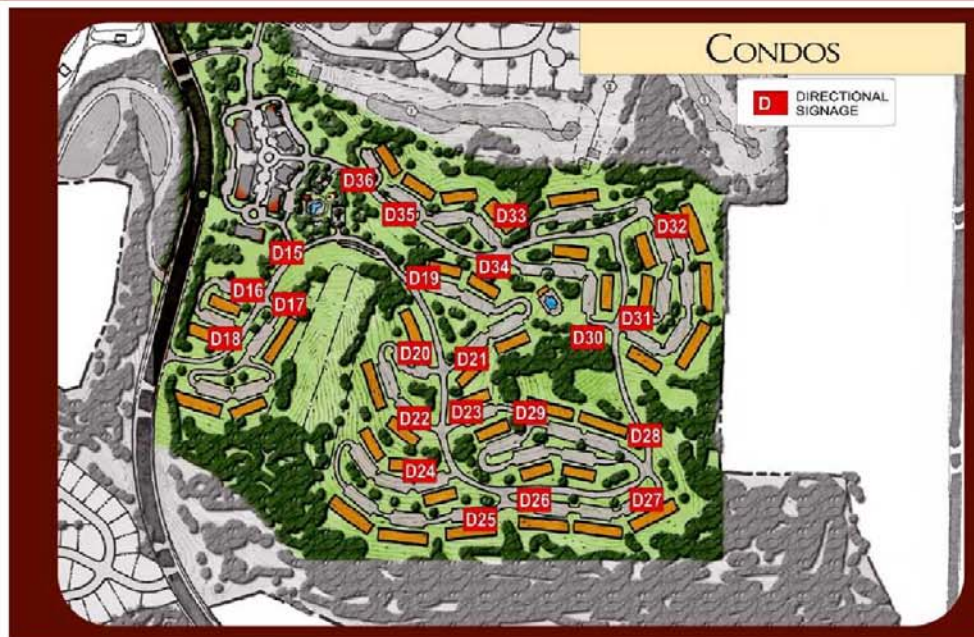 CONDOS
D DIRECTIONAL
SIGNAGE
D36
D35
D33
D32
D15
D34
D19
D16
D17
D31
D18
D30
D20
D21
D22
D23
D29
D28
D24
D26
D27
D25